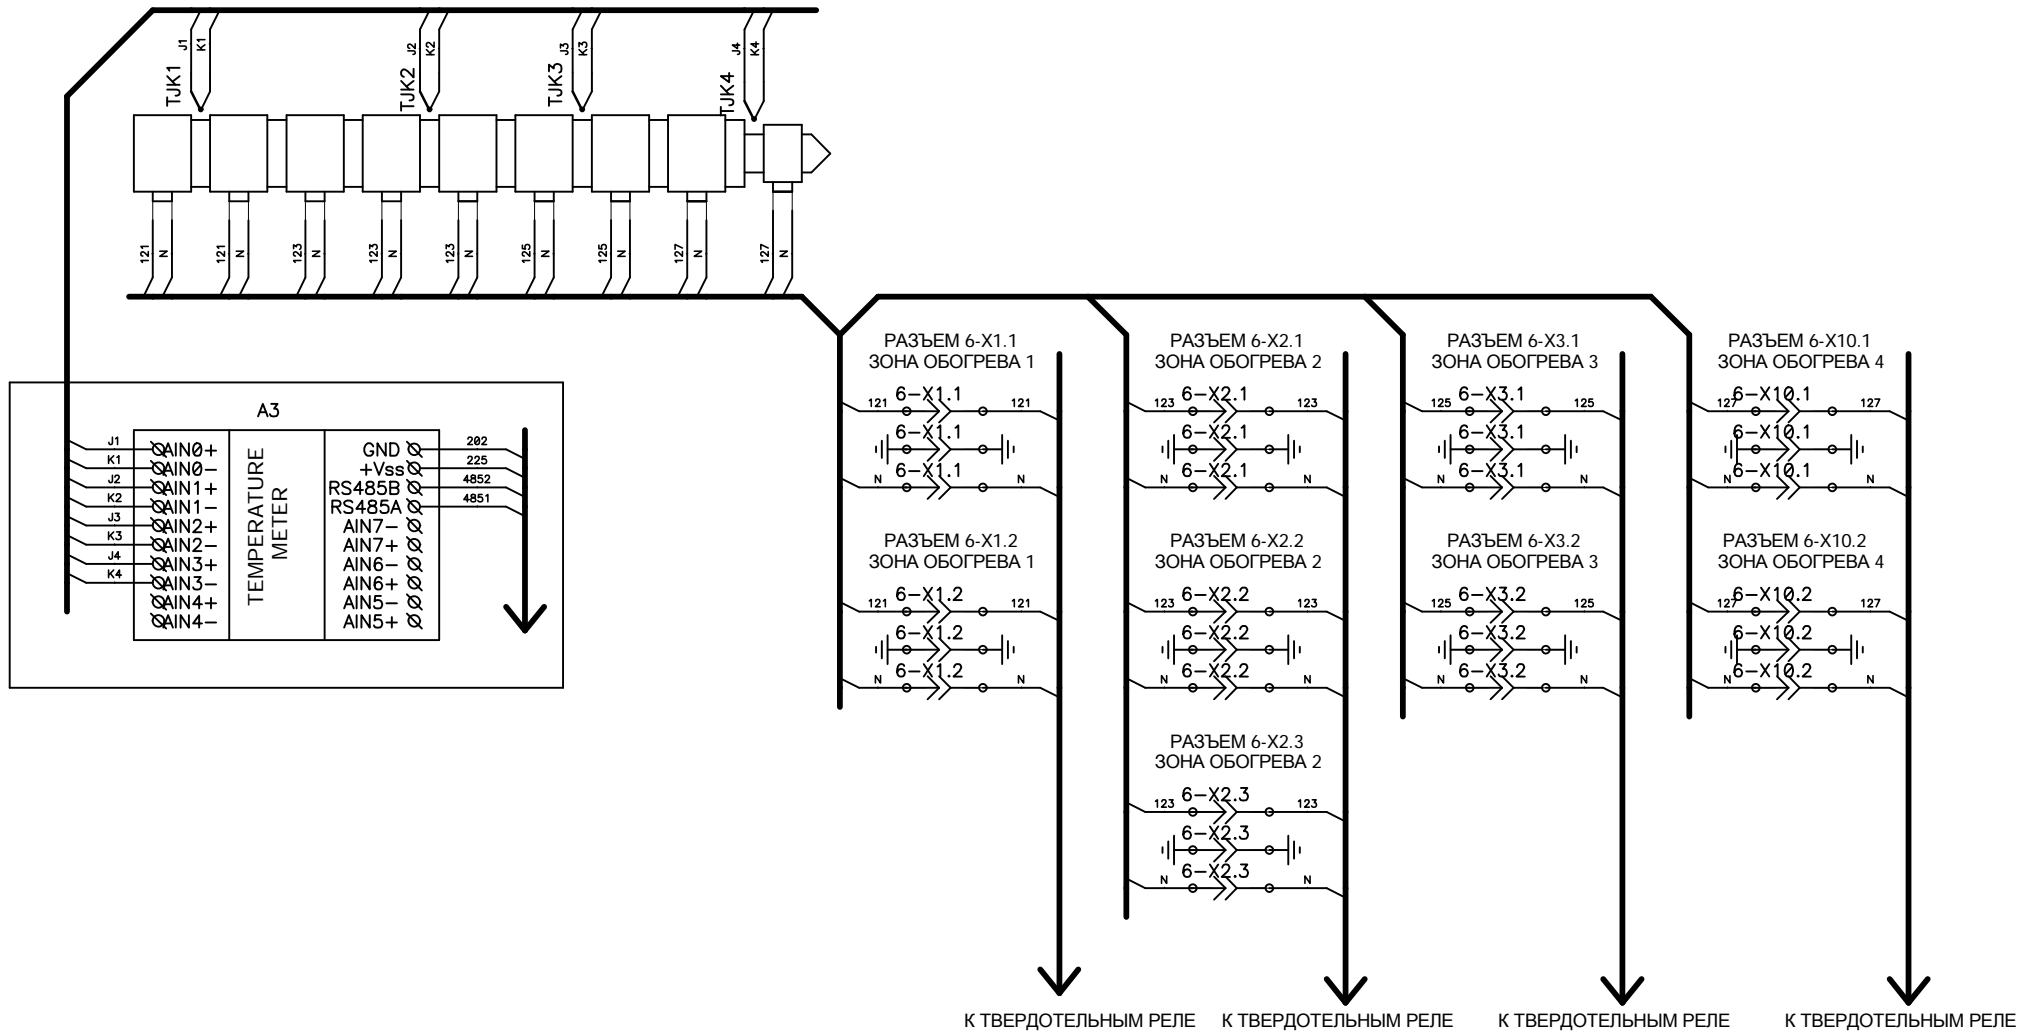 J1
K1
J2
K2
J3
K3
J4
K4
TJK1
TJK2
TJK3
TJK4
121
N
121
N
123
N
123
N
123
N
125
N
125
N
127
N
127
N
A3
TEMPERATURE
METER
J1 AIN0+
K1 AIN0-
J2 AIN1+
K2 AIN1-
J3 AIN2+
K3 AIN2-
J4 AIN3+
K4 AIN3-
AIN4+
AIN4-
GND 202
+Vss 225
RS485B 4852
RS485A 4851
AIN7-
AIN7+
AIN6-
AIN6+
AIN5-
AIN5+
РАЗЪЕМ 6-X1.1
ЗОНА ОБОГРЕВА 1
121 6-X1.1 121
6-X1.1
N 6-X1.1 N
РАЗЪЕМ 6-X1.2
ЗОНА ОБОГРЕВА 1
121 6-X1.2 121
6-X1.2
N 6-X1.2 N
РАЗЪЕМ 6-X2.1
ЗОНА ОБОГРЕВА 2
123 6-X2.1 123
6-X2.1
N 6-X2.1 N
РАЗЪЕМ 6-X2.2
ЗОНА ОБОГРЕВА 2
123 6-X2.2 123
6-X2.2
N 6-X2.2 N
РАЗЪЕМ 6-X2.3
ЗОНА ОБОГРЕВА 2
123 6-X2.3 123
6-X2.3
N 6-X2.3 N
РАЗЪЕМ 6-X3.1
ЗОНА ОБОГРЕВА 3
125 6-X3.1 125
6-X3.1
N 6-X3.1 N
РАЗЪЕМ 6-X3.2
ЗОНА ОБОГРЕВА 3
125 6-X3.2 125
6-X3.2
N 6-X3.2 N
РАЗЪЕМ 6-X10.1
ЗОНА ОБОГРЕВА 4
127 6-X10.1 127
6-X10.1
N 6-X10.1 N
РАЗЪЕМ 6-X10.2
ЗОНА ОБОГРЕВА 4
127 6-X10.2 127
6-X10.2
N 6-X10.2 N
К ТВЕРДОТЕЛЬНЫМ РЕЛЕ
К ТВЕРДОТЕЛЬНЫМ РЕЛЕ
К ТВЕРДОТЕЛЬНЫМ РЕЛЕ
К ТВЕРДОТЕЛЬНЫМ РЕЛЕ